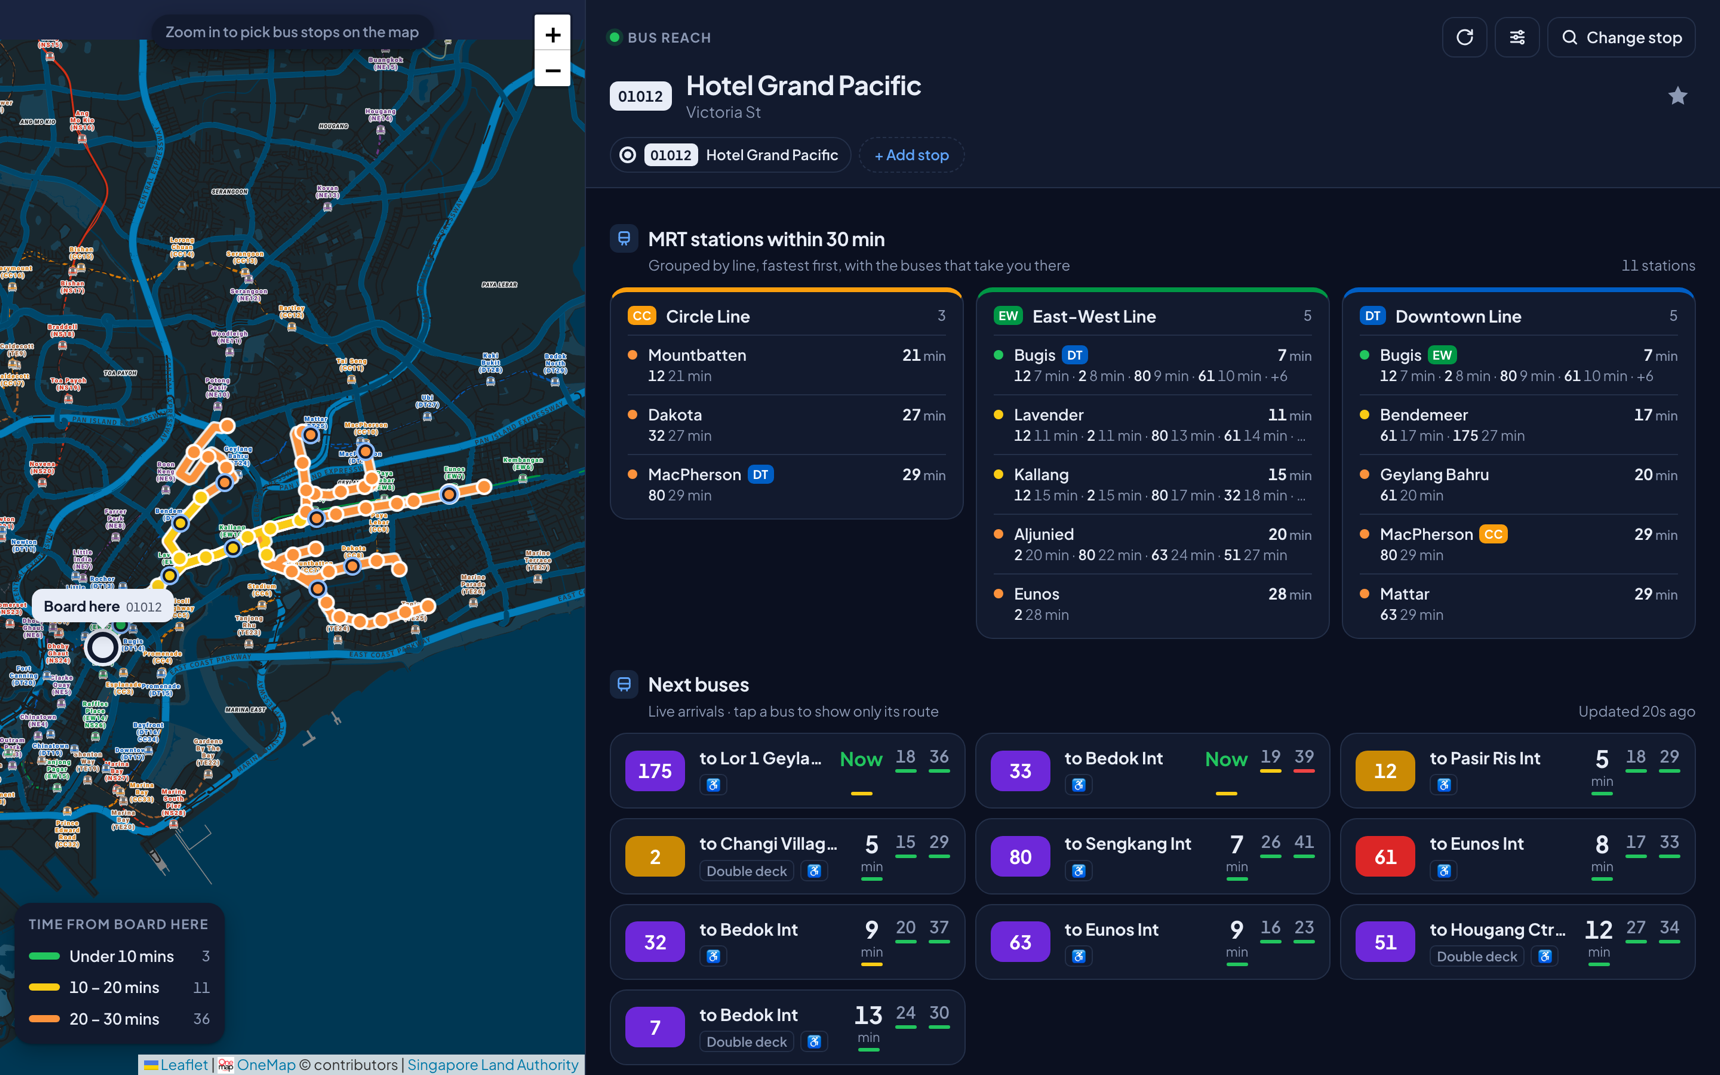 Zoom in to pick bus stops on the map
+
−
ANG MO KIO
HOUGANG
SERANGOON
PAYA LEBAR
TOA PAYOH
MARINA EAST
EAST COAST PARKWAY
Board here 01012
TIME FROM BOARD HERE
Under 10 mins 3
10 – 20 mins 11
20 – 30 mins 36
Leaflet | OneMap © contributors | Singapore Land Authority
BUS REACH
Change stop
01012 Hotel Grand Pacific
Victoria St
01012 Hotel Grand Pacific
+ Add stop
MRT stations within 30 min
Grouped by line, fastest first, with the buses that take you there
11 stations
CC Circle Line 3
Mountbatten 21 min
12 21 min
Dakota 27 min
32 27 min
MacPherson DT 29 min
80 29 min
EW East-West Line 5
Bugis DT 7 min
12 7 min · 2 8 min · 80 9 min · 61 10 min · +6
Lavender 11 min
12 11 min · 2 11 min · 80 13 min · 61 14 min · ...
Kallang 15 min
12 15 min · 2 15 min · 80 17 min · 32 18 min · ...
Aljunied 20 min
2 20 min · 80 22 min · 63 24 min · 51 27 min
Eunos 28 min
2 28 min
DT Downtown Line 5
Bugis EW 7 min
12 7 min · 2 8 min · 80 9 min · 61 10 min · +6
Bendemeer 17 min
61 17 min · 175 27 min
Geylang Bahru 20 min
61 20 min
MacPherson CC 29 min
80 29 min
Mattar 29 min
63 29 min
Next buses
Live arrivals · tap a bus to show only its route
Updated 20s ago
175 to Lor 1 Geyla... Now 18 36
33 to Bedok Int Now 19 39
12 to Pasir Ris Int 5 min 18 29
2 to Changi Villag... 5 min 15 29
Double deck
80 to Sengkang Int 7 min 26 41
61 to Eunos Int 8 min 17 33
32 to Bedok Int 9 min 20 37
63 to Eunos Int 9 min 16 23
51 to Hougang Ctr... 12 min 27 34
Double deck
7 to Bedok Int 13 min 24 30
Double deck